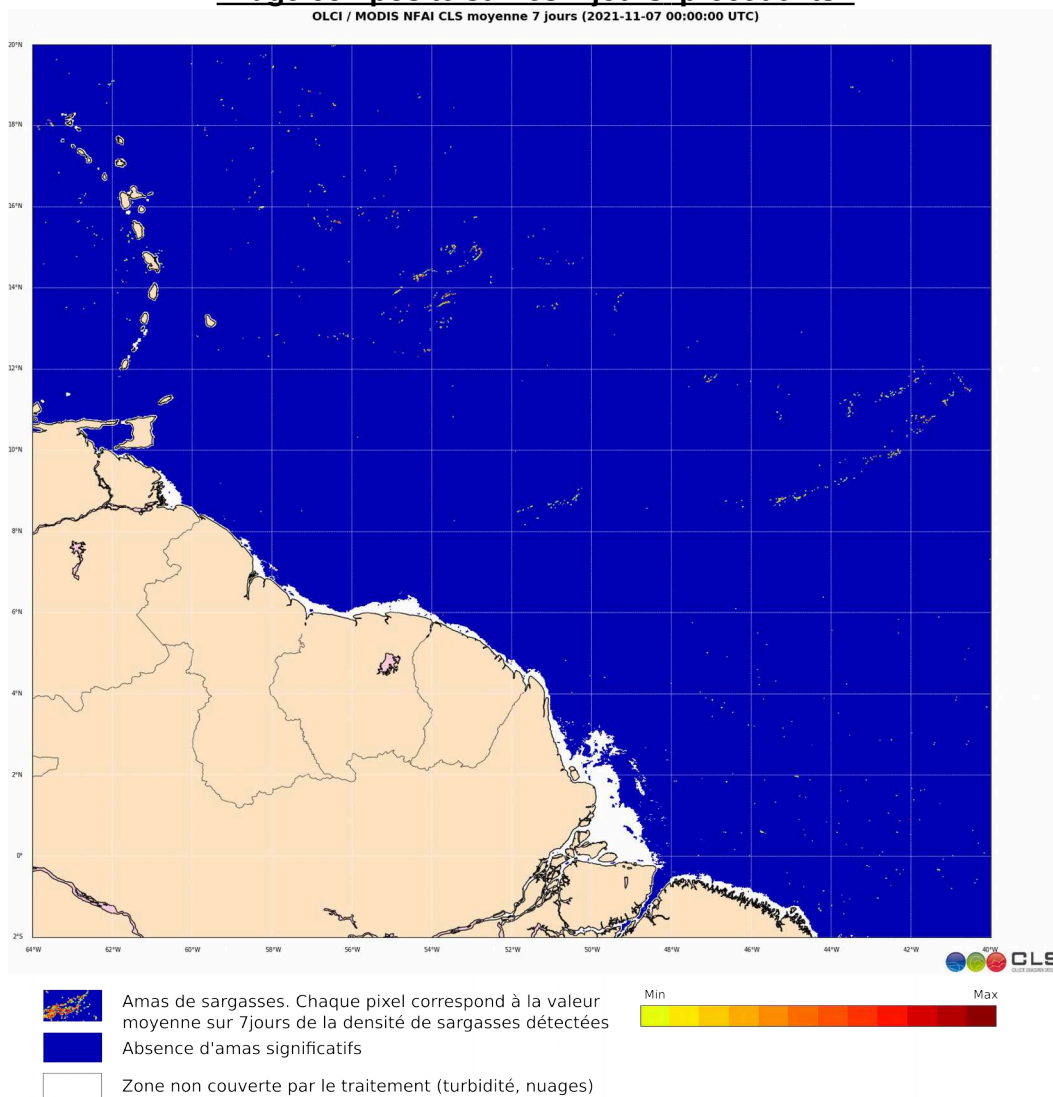 OLCI / MODIS NFAI CLS moyenne 7 jours (2021-11-07 00:00:00 UTC)
20°N
18°N
16°N
14°N
12°N
10°N
8°N
6°N
4°N
2°N
0°
2°S
64°W 62°W 60°W 58°W 56°W 54°W 52°W 50°W 48°W 46°W 44°W 42°W 40°W
CLS
Amas de sargasses. Chaque pixel correspond à la valeur
moyenne sur 7jours de la densité de sargasses détectées
Min Max
Absence d'amas significatifs
Zone non couverte par le traitement (turbidité, nuages)